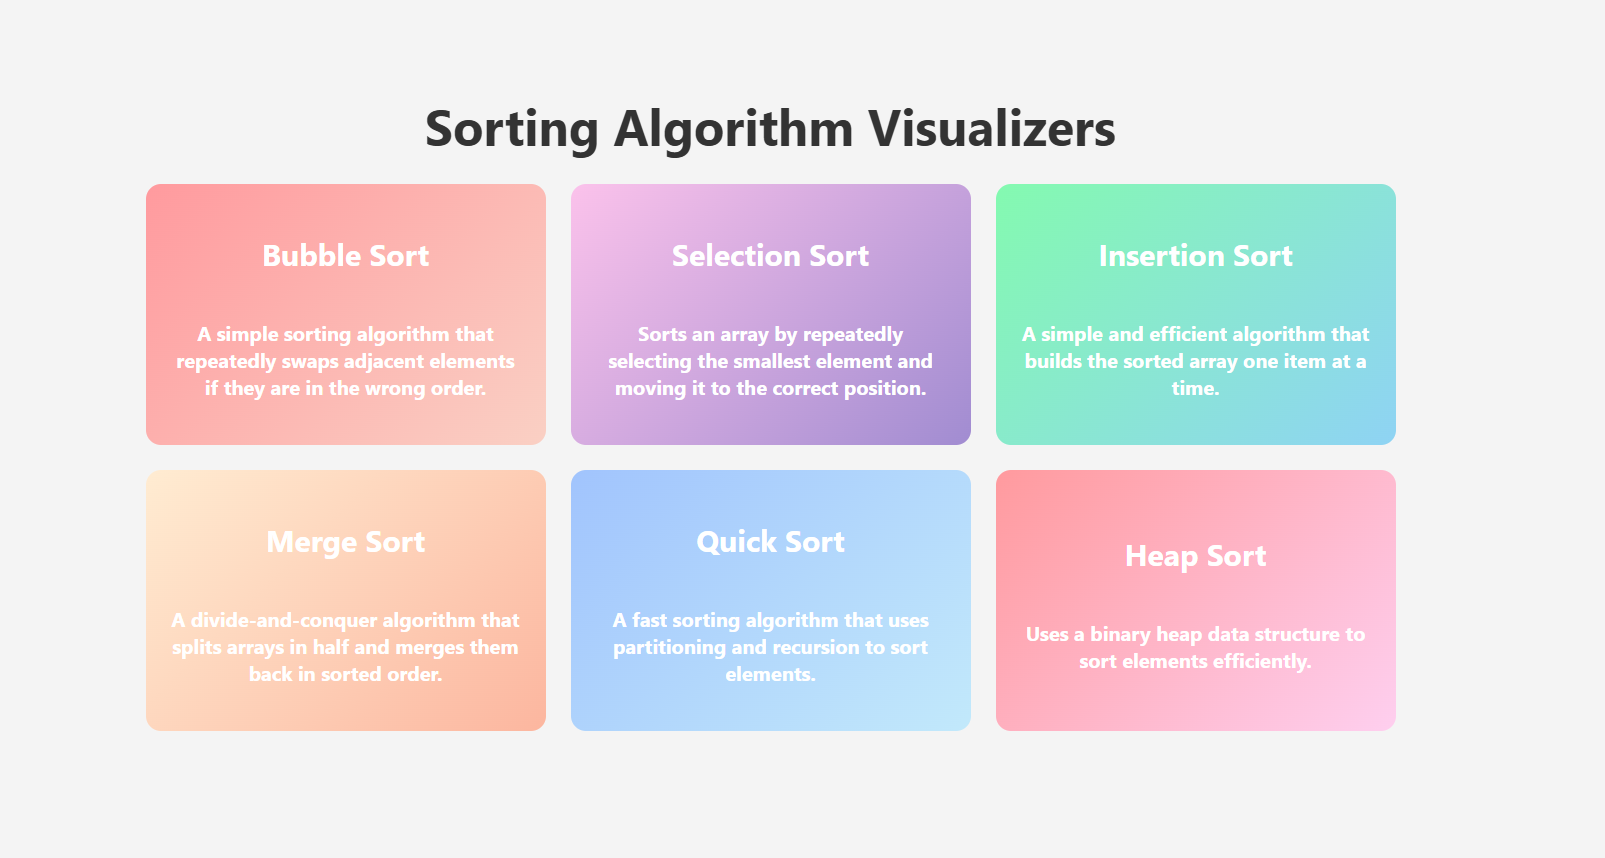 Sorting Algorithm Visualizers
Bubble Sort
A simple sorting algorithm that
repeatedly swaps adjacent elements
if they are in the wrong order.
Selection Sort
Sorts an array by repeatedly
selecting the smallest element and
moving it to the correct position.
Insertion Sort
A simple and efficient algorithm that
builds the sorted array one item at a
time.
Merge Sort
A divide-and-conquer algorithm that
splits arrays in half and merges them
back in sorted order.
Quick Sort
A fast sorting algorithm that uses
partitioning and recursion to sort
elements.
Heap Sort
Uses a binary heap data structure to
sort elements efficiently.